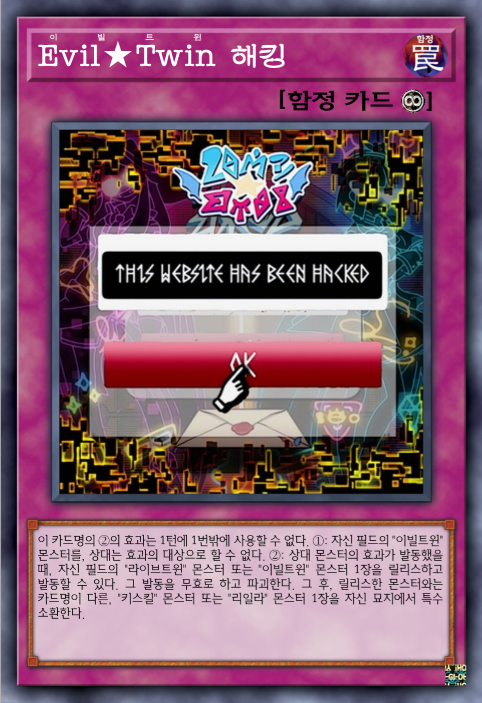 이빌트윈
Evil★Twin 해킹
함정
罠
[함정 카드 ]
THIS WEBSITE HAS BEEN HACKED
OK
이 카드명의 ②의 효과는 1턴에 1번밖에 사용할 수 없다. ①: 자신 필드의 "이빌트윈"
몬스터를, 상대는 효과의 대상으로 할 수 없다. ②: 상대 몬스터의 효과가 발동했을
때, 자신 필드의 "라이브트윈" 몬스터 또는 "이빌트윈" 몬스터 1장을 릴리스하고
발동할 수 있다. 그 발동을 무효로 하고 파괴한다. 그 후, 릴리스한 몬스터와는
카드명이 다른, "키스킬" 몬스터 또는 "리일라" 몬스터 1장을 자신 묘지에서 특수
소환한다.